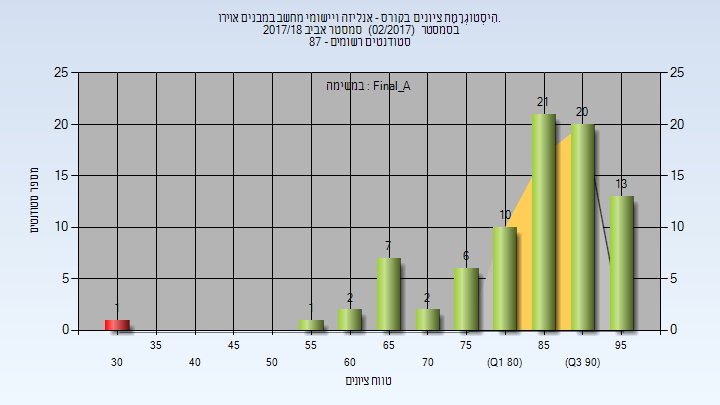 היסטוגרמת ציונים בקורס - אנליזה ויישומי מחשב במבנים אוירו.
בסמסטר (02/2017) סמסטר אביב 2017/18
סטודנטים רשומים - 87
במשימה : Final_A
מספר סטודנטים
25 25
20 20
15 15
10 10
5 5
0 0
1 1 2 7 2 6 10 21 20 13
35 45 55 65 75 85 95
30 40 50 60 70 (Q1 80) (Q3 90)
טווח ציונים